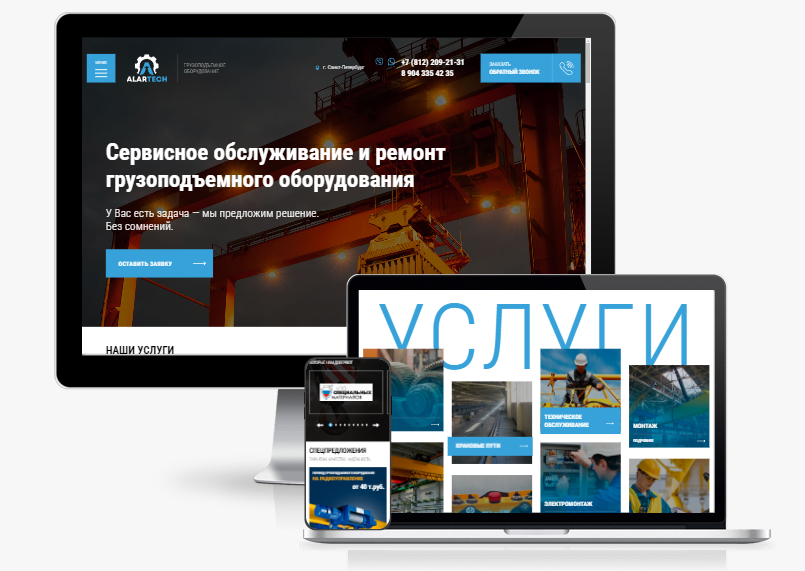 МЕНЮ
ALARTECH
ГРУЗОПОДЪЕМНОЕ
ОБОРУДОВАНИЕ
г. Санкт-Петербург
+7 (812) 209-21-31
8 904 335 42 35
ЗАКАЗАТЬ
ОБРАТНЫЙ ЗВОНОК
Сервисное обслуживание и ремонт
грузоподъемного оборудования
У Вас есть задача — мы предложим решение.
Без сомнений.
ОСТАВИТЬ ЗАЯВКУ
НАШИ УСЛУГИ
УСЛУГИ
ТЕХНИЧЕСКОЕ
ОБСЛУЖИВАНИЕ
МОНТАЖ
ПОДРОБНЕЕ
КРАНОВЫЕ ПУТИ
ЭЛЕКТРОМОНТАЖ
СПЕЦИАЛЬНЫХ
МАТЕРИАЛОВ
СПЕЦПРЕДЛОЖЕНИЯ
НА РАДИОУПРАВЛЕНИЕ
от 40 т.руб.